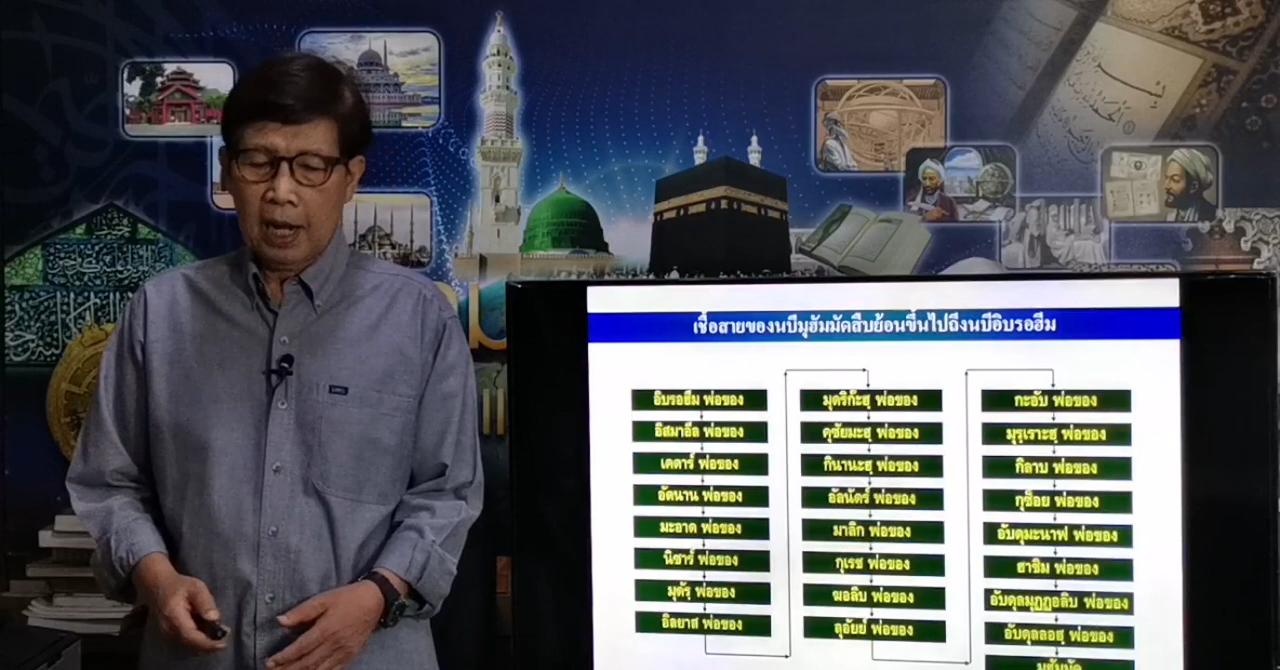 เชื้อสายของนบีมุฮัมมัดสืบย้อนขึ้นไปถึงนบีอิบรอฮีม
อิบรอฮีม พ่อของ
อิสมาอีล พ่อของ
เคดาร์ พ่อของ
อัดนาน พ่อของ
มะอาด พ่อของ
นิซาร์ พ่อของ
มุดัรฺ พ่อของ
อิลยาส พ่อของ
มุดริก๊ะฮฺ พ่อของ
คุซัยมะฮฺ พ่อของ
กินานะฮฺ พ่อของ
อัลนัดร์ พ่อของ
มาลิก พ่อของ
กุเรช พ่อของ
ฆอลิบ พ่อของ
ลุอัยย์ พ่อของ
กะอับ พ่อของ
มุรฺเราะฮฺ พ่อของ
กิลาบ พ่อของ
กุซ็อย พ่อของ
อับดุมะนาฟ พ่อของ
ฮาชิม พ่อของ
อับดุลมุฏฏอลิบ พ่อของ
อับดุลลอฮฺ พ่อของ
มุฮัมมัด